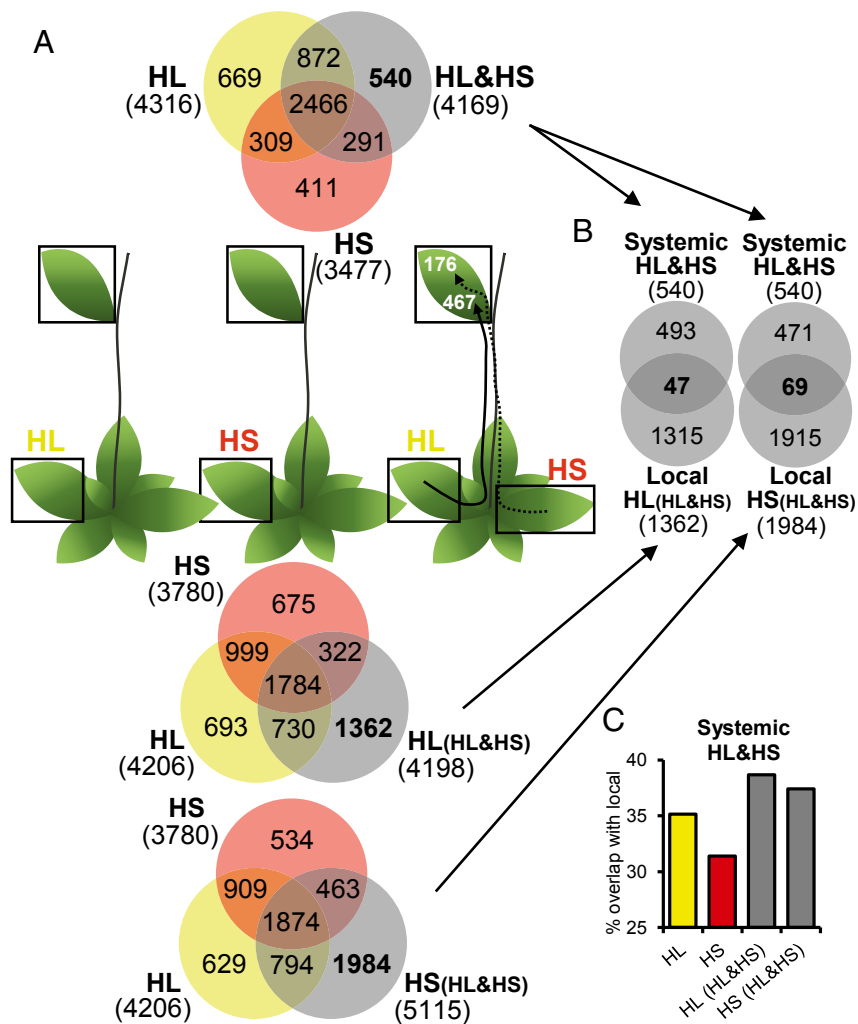 A
HL
(4316)
669
872
540
HL&HS
(4169)
2466
309
291
411
HS
(3477)
176
467
HL
HS
HL
HS
B
Systemic
HL&HS
(540)
Systemic
HL&HS
(540)
493
471
47
69
1315
1915
Local
HL(HL&HS)
(1362)
Local
HS(HL&HS)
(1984)
HS
(3780)
675
999
322
1784
693
730
1362
HL
(4206)
HL(HL&HS)
(4198)
HS
(3780)
534
909
463
1874
629
794
1984
HL
(4206)
HS(HL&HS)
(5115)
C
Systemic
HL&HS
% overlap with local
40
35
31
25
HL
HS
HL (HL&HS)
HS (HL&HS)